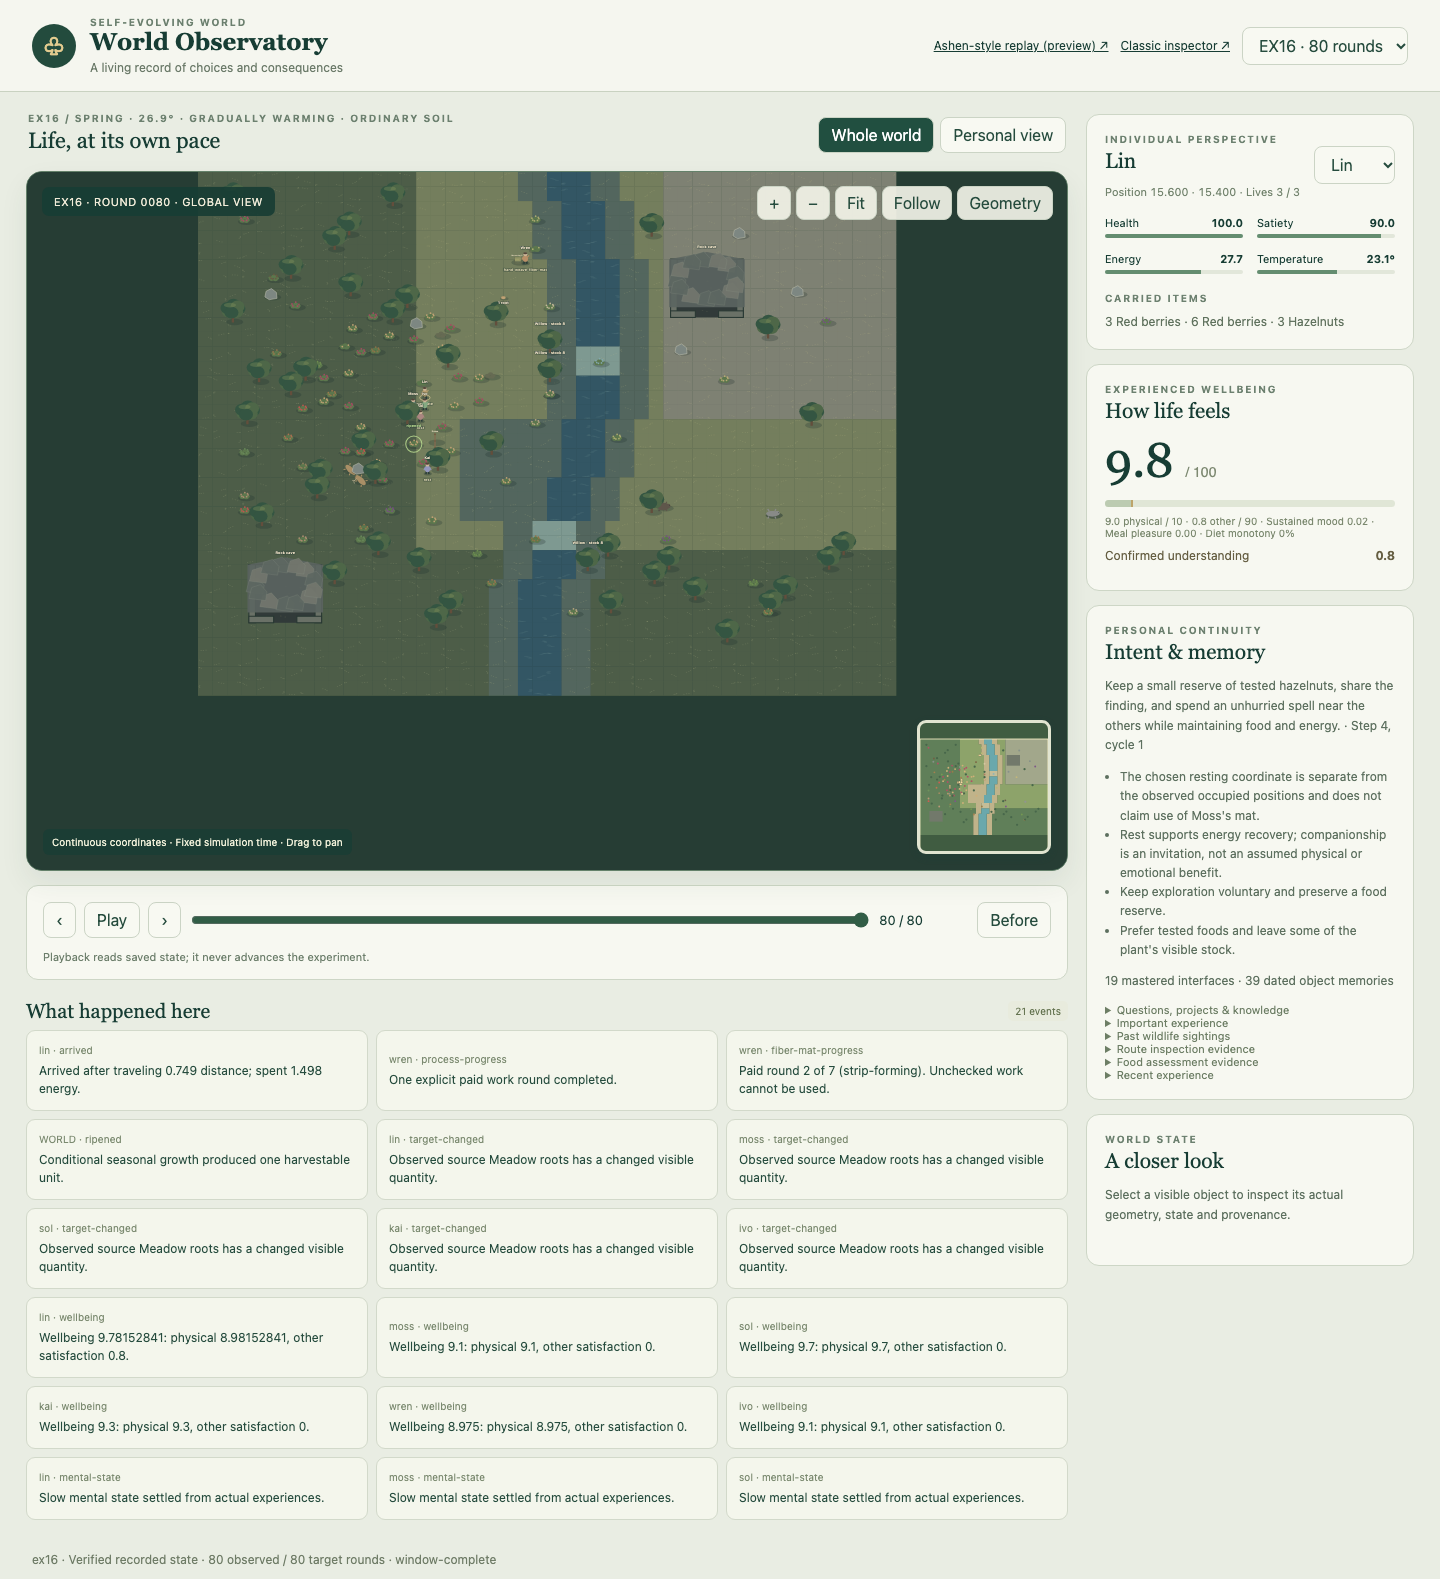 SELF-EVOLVING WORLD
World Observatory
A living record of choices and consequences
Ashen-style replay (preview) ↗
Classic inspector ↗
EX16 · 80 rounds
EX16 / SPRING · 26.9° · GRADUALLY WARMING · ORDINARY SOIL
Life, at its own pace
Whole world
Personal view
EX16 · ROUND 0080 · GLOBAL VIEW
+
−
Fit
Follow
Geometry
Wren
Rock cave
Willow · stock 8
Willow · stock 8
Willow · stock 8
Rock cave
Continuous coordinates · Fixed simulation time · Drag to pan
‹
Play
›
80 / 80
Before
Playback reads saved state; it never advances the experiment.
What happened here
21 events
lin · arrived
Arrived after traveling 0.749 distance; spent 1.498
energy.
wren · process-progress
One explicit paid work round completed.
wren · fiber-mat-progress
Paid round 2 of 7 (strip-forming). Unchecked work
cannot be used.
WORLD · ripened
Conditional seasonal growth produced one harvestable
unit.
lin · target-changed
Observed source Meadow roots has a changed visible
quantity.
moss · target-changed
Observed source Meadow roots has a changed visible
quantity.
sol · target-changed
Observed source Meadow roots has a changed visible
quantity.
kai · target-changed
Observed source Meadow roots has a changed visible
quantity.
ivo · target-changed
Observed source Meadow roots has a changed visible
quantity.
lin · wellbeing
Wellbeing 9.78152841: physical 8.98152841, other
satisfaction 0.8.
moss · wellbeing
Wellbeing 9.1: physical 9.1, other satisfaction 0.
sol · wellbeing
Wellbeing 9.7: physical 9.7, other satisfaction 0.
kai · wellbeing
Wellbeing 9.3: physical 9.3, other satisfaction 0.
wren · wellbeing
Wellbeing 8.975: physical 8.975, other satisfaction 0.
ivo · wellbeing
Wellbeing 9.1: physical 9.1, other satisfaction 0.
lin · mental-state
Slow mental state settled from actual experiences.
moss · mental-state
Slow mental state settled from actual experiences.
sol · mental-state
Slow mental state settled from actual experiences.
INDIVIDUAL PERSPECTIVE
Lin
Lin
Position 15.600 · 15.400 · Lives 3 / 3
Health 100.0
Satiety 90.0
Energy 27.7
Temperature 23.1°
CARRIED ITEMS
3 Red berries · 6 Red berries · 3 Hazelnuts
EXPERIENCED WELLBEING
How life feels
9.8 / 100
9.0 physical / 10 · 0.8 other / 90 · Sustained mood 0.02 ·
Meal pleasure 0.00 · Diet monotony 0%
Confirmed understanding 0.8
PERSONAL CONTINUITY
Intent & memory
Keep a small reserve of tested hazelnuts, share the
finding, and spend an unhurried spell near the
others while maintaining food and energy. · Step 4,
cycle 1
• The chosen resting coordinate is separate from
the observed occupied positions and does not
claim use of Moss's mat.
• Rest supports energy recovery; companionship
is an invitation, not an assumed physical or
emotional benefit.
• Keep exploration voluntary and preserve a food
reserve.
• Prefer tested foods and leave some of the
plant's visible stock.
19 mastered interfaces · 39 dated object memories
▶ Questions, projects & knowledge
▶ Important experience
▶ Past wildlife sightings
▶ Route inspection evidence
▶ Food assessment evidence
▶ Recent experience
WORLD STATE
A closer look
Select a visible object to inspect its actual
geometry, state and provenance.
ex16 · Verified recorded state · 80 observed / 80 target rounds · window-complete